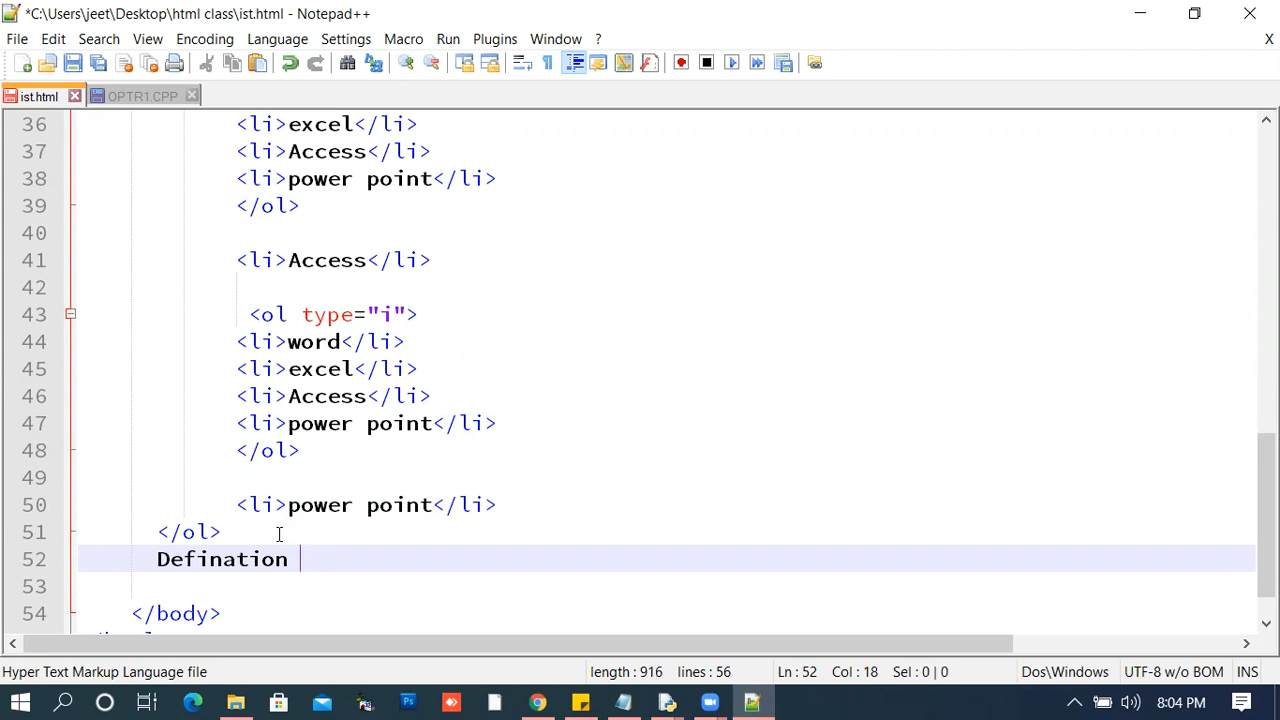 *C:\Users\jeet\Desktop\html class\ist.html - Notepad++
File Edit Search View Encoding Language Settings Macro Run Plugins Window ? X
ist.html OPTR1.CPP
36 <li>excel</li>
37 <li>Access</li>
38 <li>power point</li>
39 </ol>
40
41 <li>Access</li>
42
43 <ol type="i">
44 <li>word</li>
45 <li>excel</li>
46 <li>Access</li>
47 <li>power point</li>
48 </ol>
49
50 <li>power point</li>
51 </ol>
52 Defination
53
54 </body>
Hyper Text Markup Language file length : 916 lines : 56 Ln : 52 Col : 18 Sel : 0 | 0 Dos\Windows UTF-8 w/o BOM INS
8:04 PM